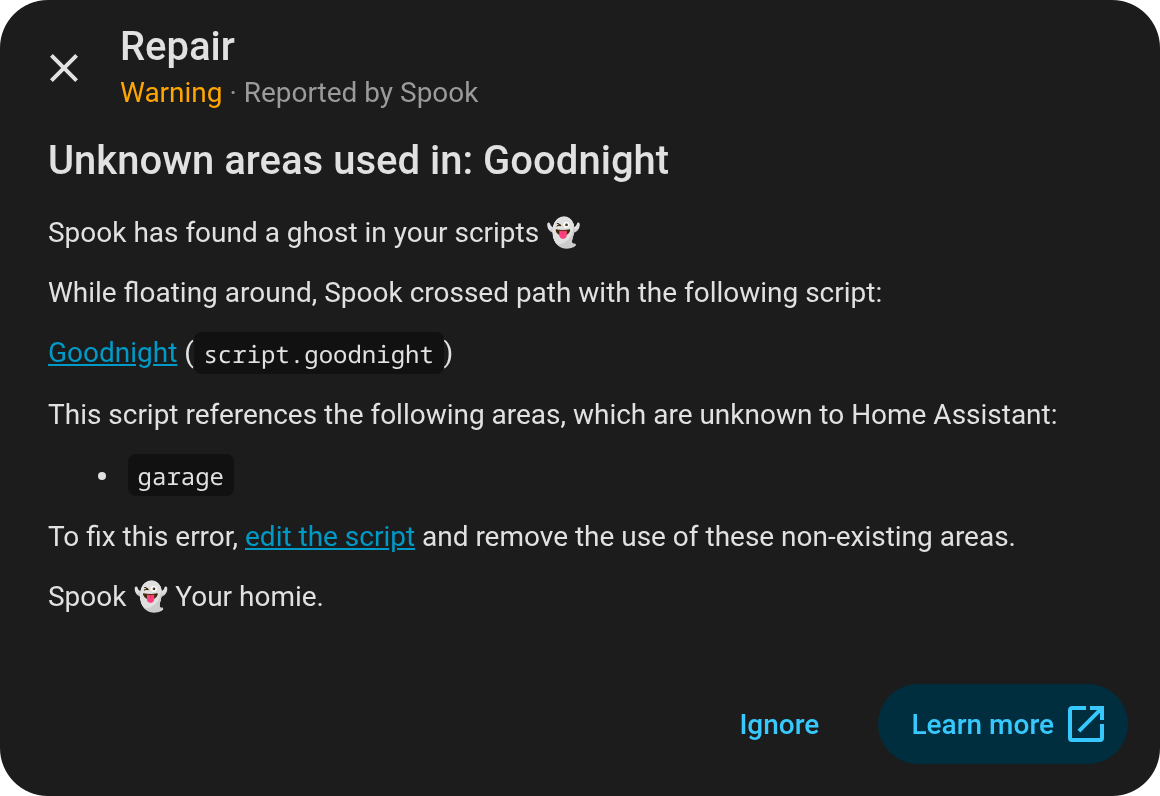 Repair
Warning · Reported by Spook
Unknown areas used in: Goodnight
Spook has found a ghost in your scripts 👻
While floating around, Spook crossed path with the following script:
Goodnight (script.goodnight)
This script references the following areas, which are unknown to Home Assistant:
• garage
To fix this error, edit the script and remove the use of these non-existing areas.
Spook 👻 Your homie.
Ignore
Learn more